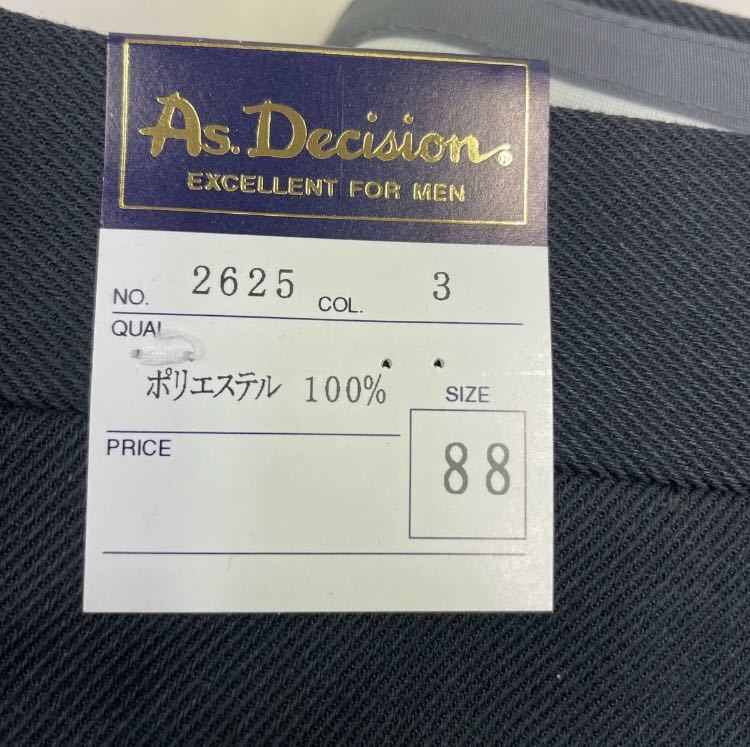 As. Decision®
EXCELLENT FOR MEN
NO. 2625 COL. 3
QUAL
ポリエステル 100%
SIZE
PRICE
88